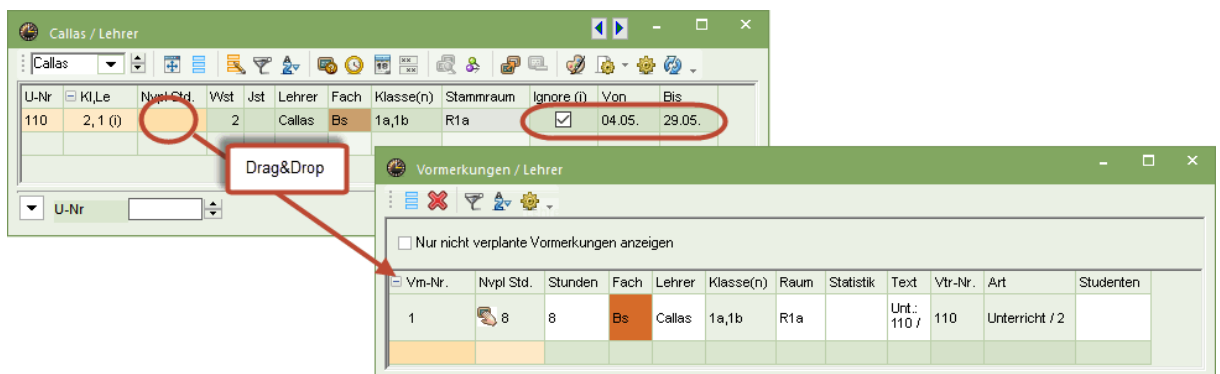 Callas / Lehrer
Callas
U-Nr Kl,Le Nvpl Std. Wst Jst Lehrer Fach Klasse(n) Stammraum Ignore (i) Von Bis
110 2, 1 (i) 2 Callas Bs 1a,1b R1a 04.05. 29.05.
Drag&Drop
U-Nr
Vormerkungen / Lehrer
Nur nicht verplante Vormerkungen anzeigen
Vm-Nr. Nvpl Std. Stunden Fach Lehrer Klasse(n) Raum Statistik Text Vtr-Nr. Art Studenten
1 8 8 Bs Callas 1a,1b R1a Unt.: 110 / 110 Unterricht / 2